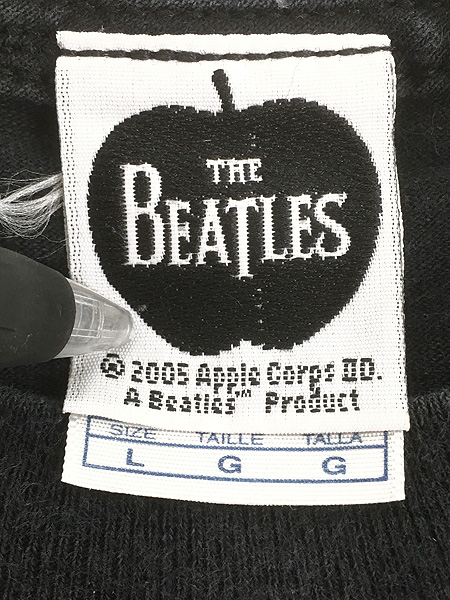 THE
BEATLES
© 2005 Apple Corps LTD.
A Beatles™ Product
SIZE TAILLE TALLA
L G G